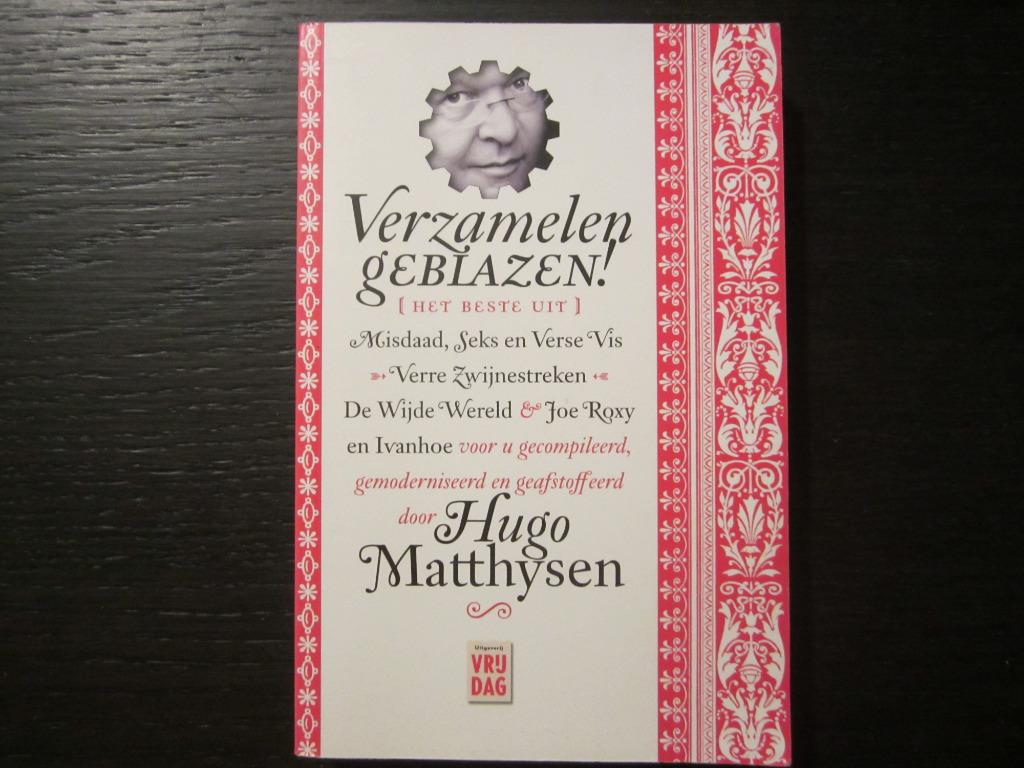 Verzamelen
geblazen!
[ HET BESTE UIT ]
Misdaad, Seks en Verse Vis
Verre Zwijnestreken
De Wijde Wereld & Joe Roxy
en Ivanhoe voor u gecompileerd,
gemoderniseerd en geafstoffeerd
door Hugo
Matthysen
Uitgeverij
VRIJ
DAG